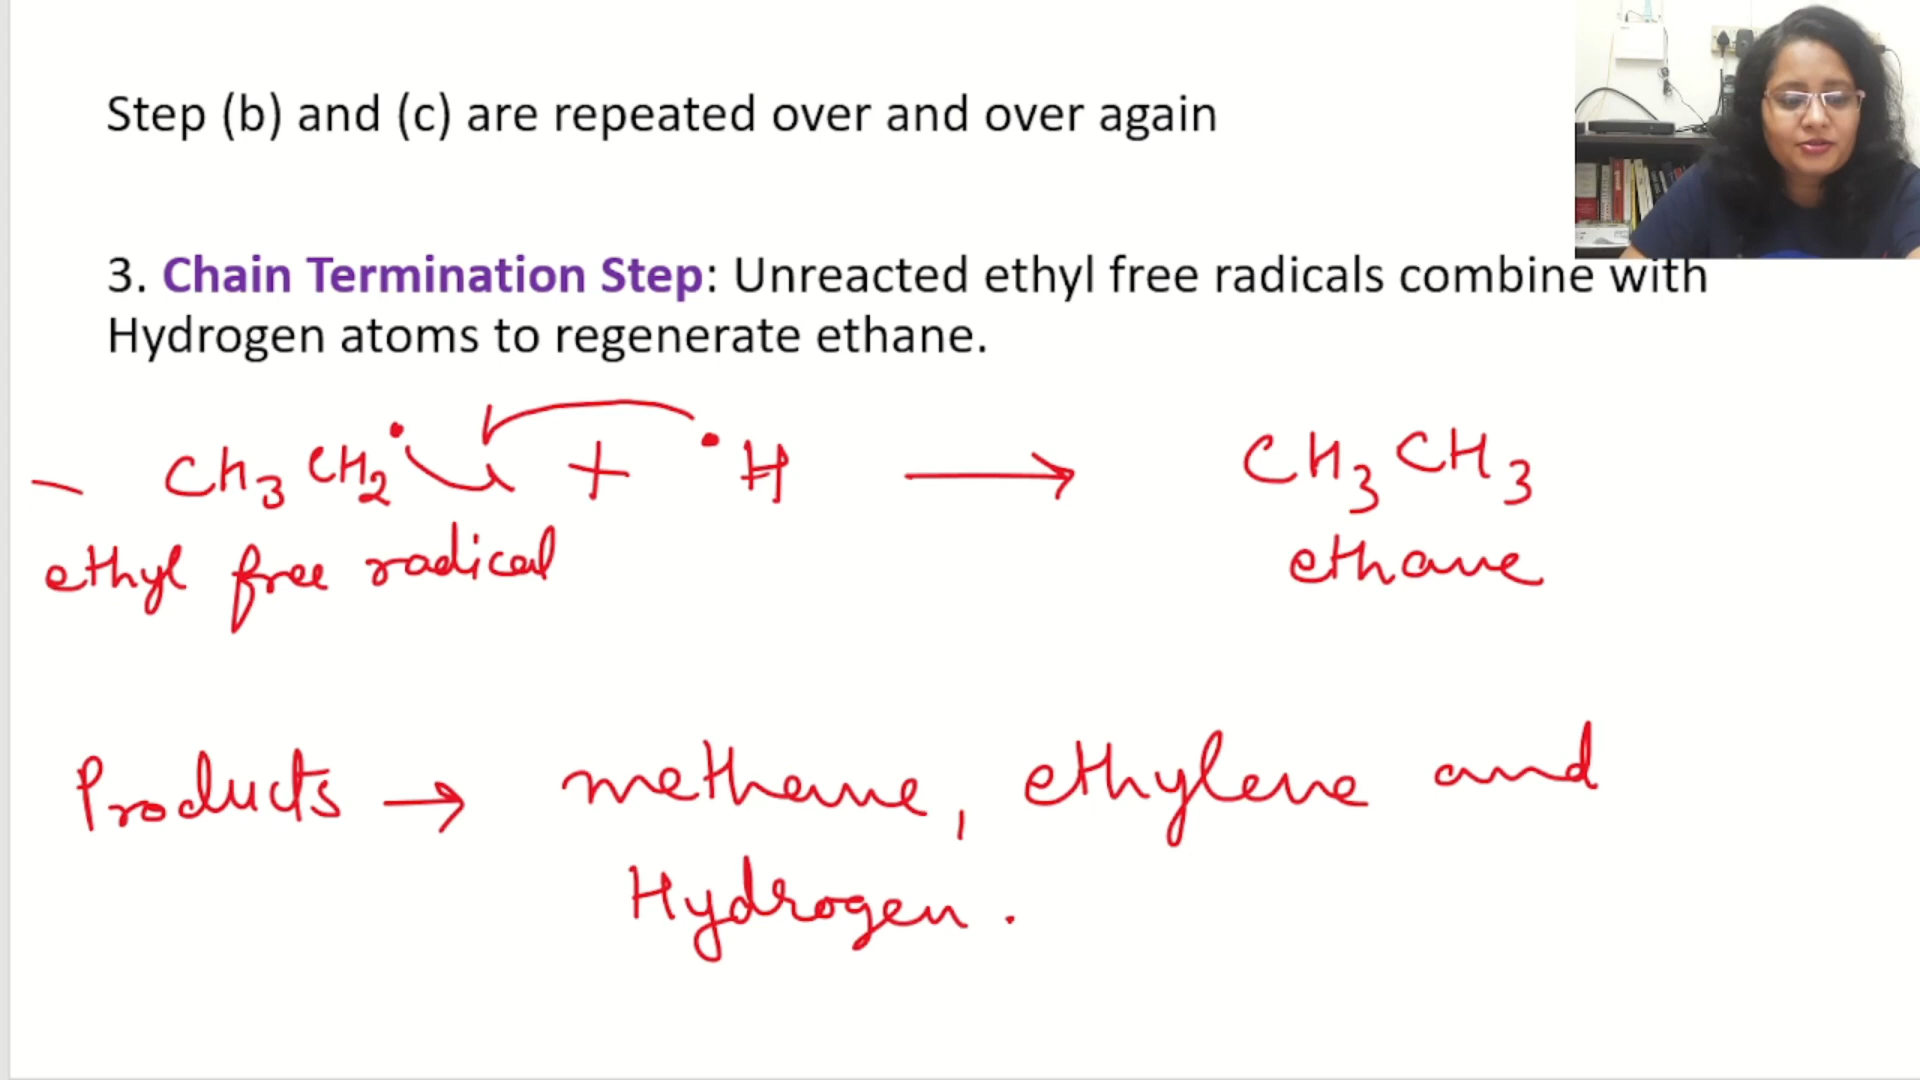 Step (b) and (c) are repeated over and over again
3. Chain Termination Step: Unreacted ethyl free radicals combine with
Hydrogen atoms to regenerate ethane.
CH₃CH₂• + •H ⟶ CH₃CH₃
ethyl free radical ethane
Products → methane, ethylene and
Hydrogen.